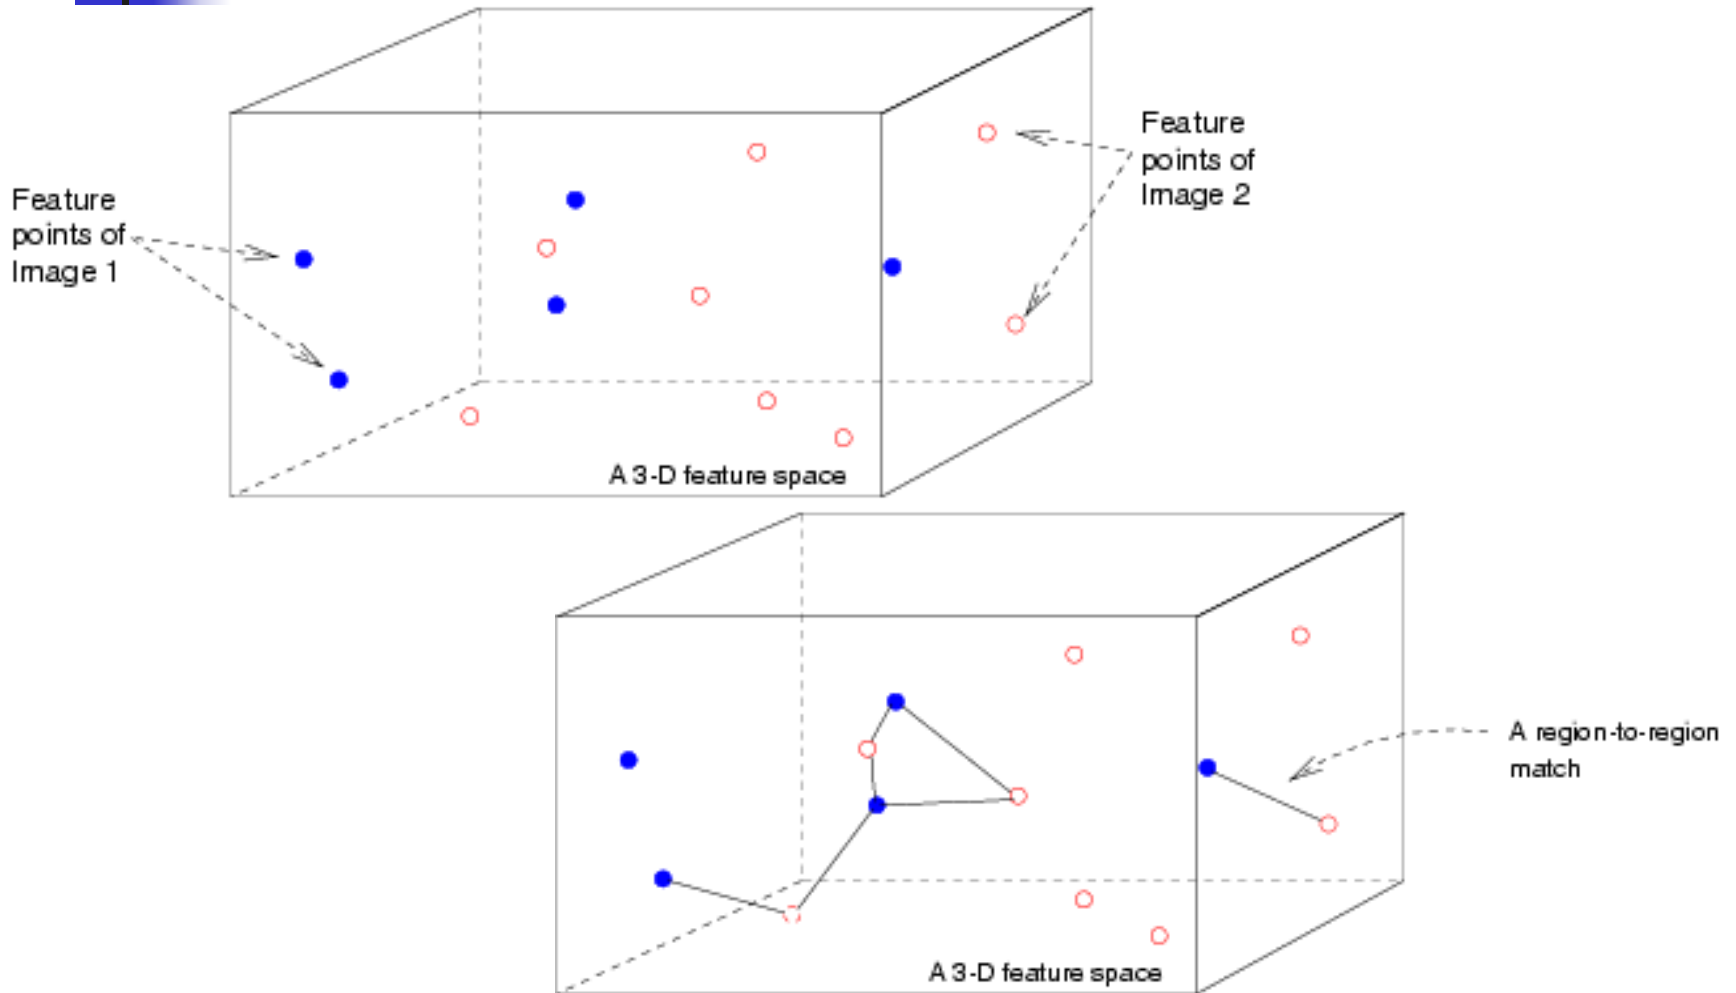 Feature
points of
Image 1
Feature
points of
Image 2
A 3-D feature space
A region-to-region
match
A 3-D feature space